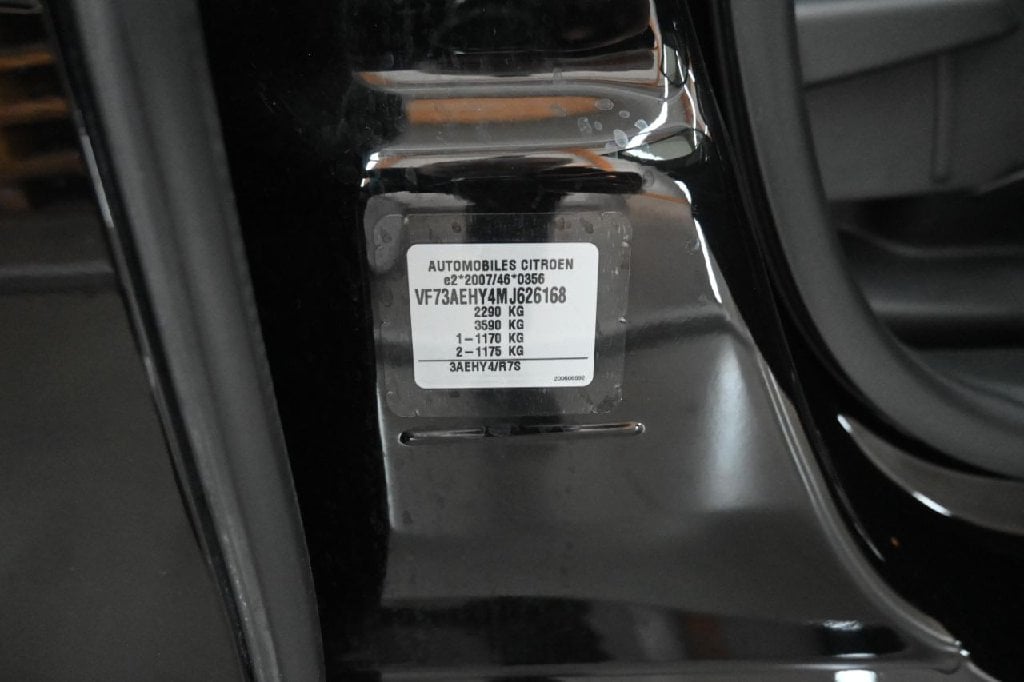 AUTOMOBILES CITROEN
e2*2007/46*0356
VF73AEHY4MJ626168
2290 KG
3590 KG
1-1170 KG
2-1175 KG
3AEHY4/R7S